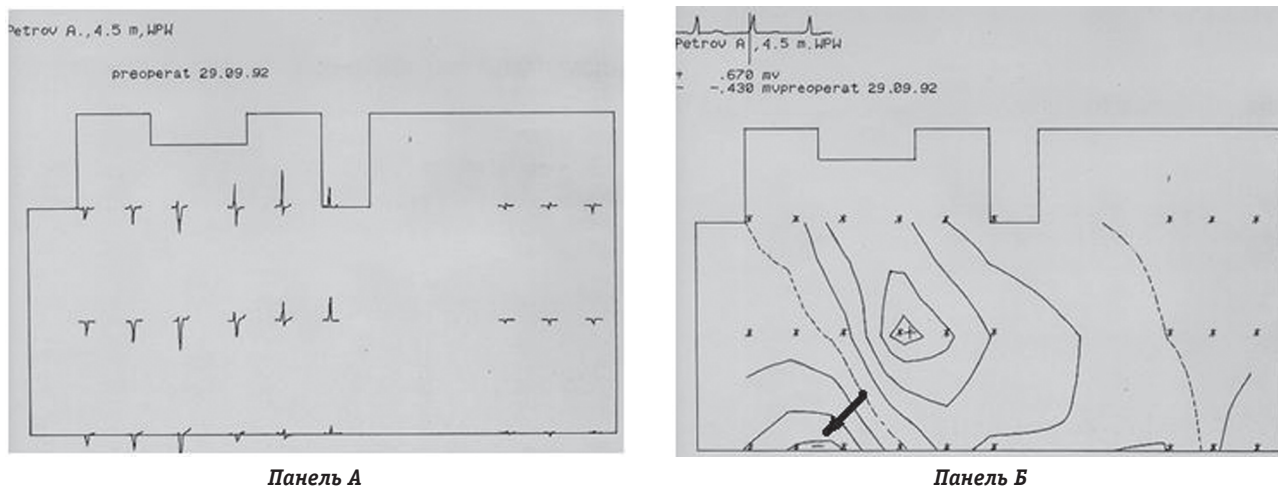 Petrov A.,4.5 m,WPW
preoperat 29.09.92
Petrov A ,4.5 m.WPW
+ .670 mv
- -.430 mvpreoperat 29.09.92
Панель А
Панель Б